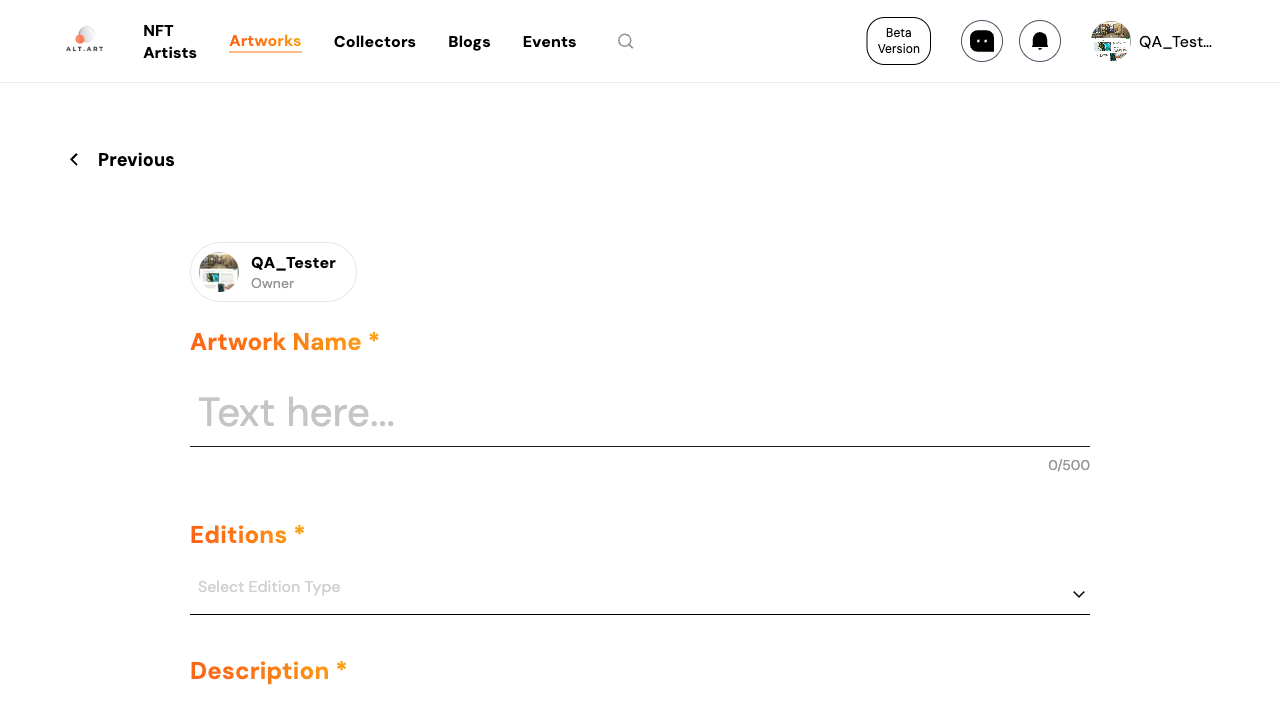 ALT.ART
NFT
Artists
Artworks
Collectors
Blogs
Events
Beta
Version
QA_Test...
Previous
QA_Tester
Owner
Artwork Name *
Text here...
0/500
Editions *
Select Edition Type
Description *